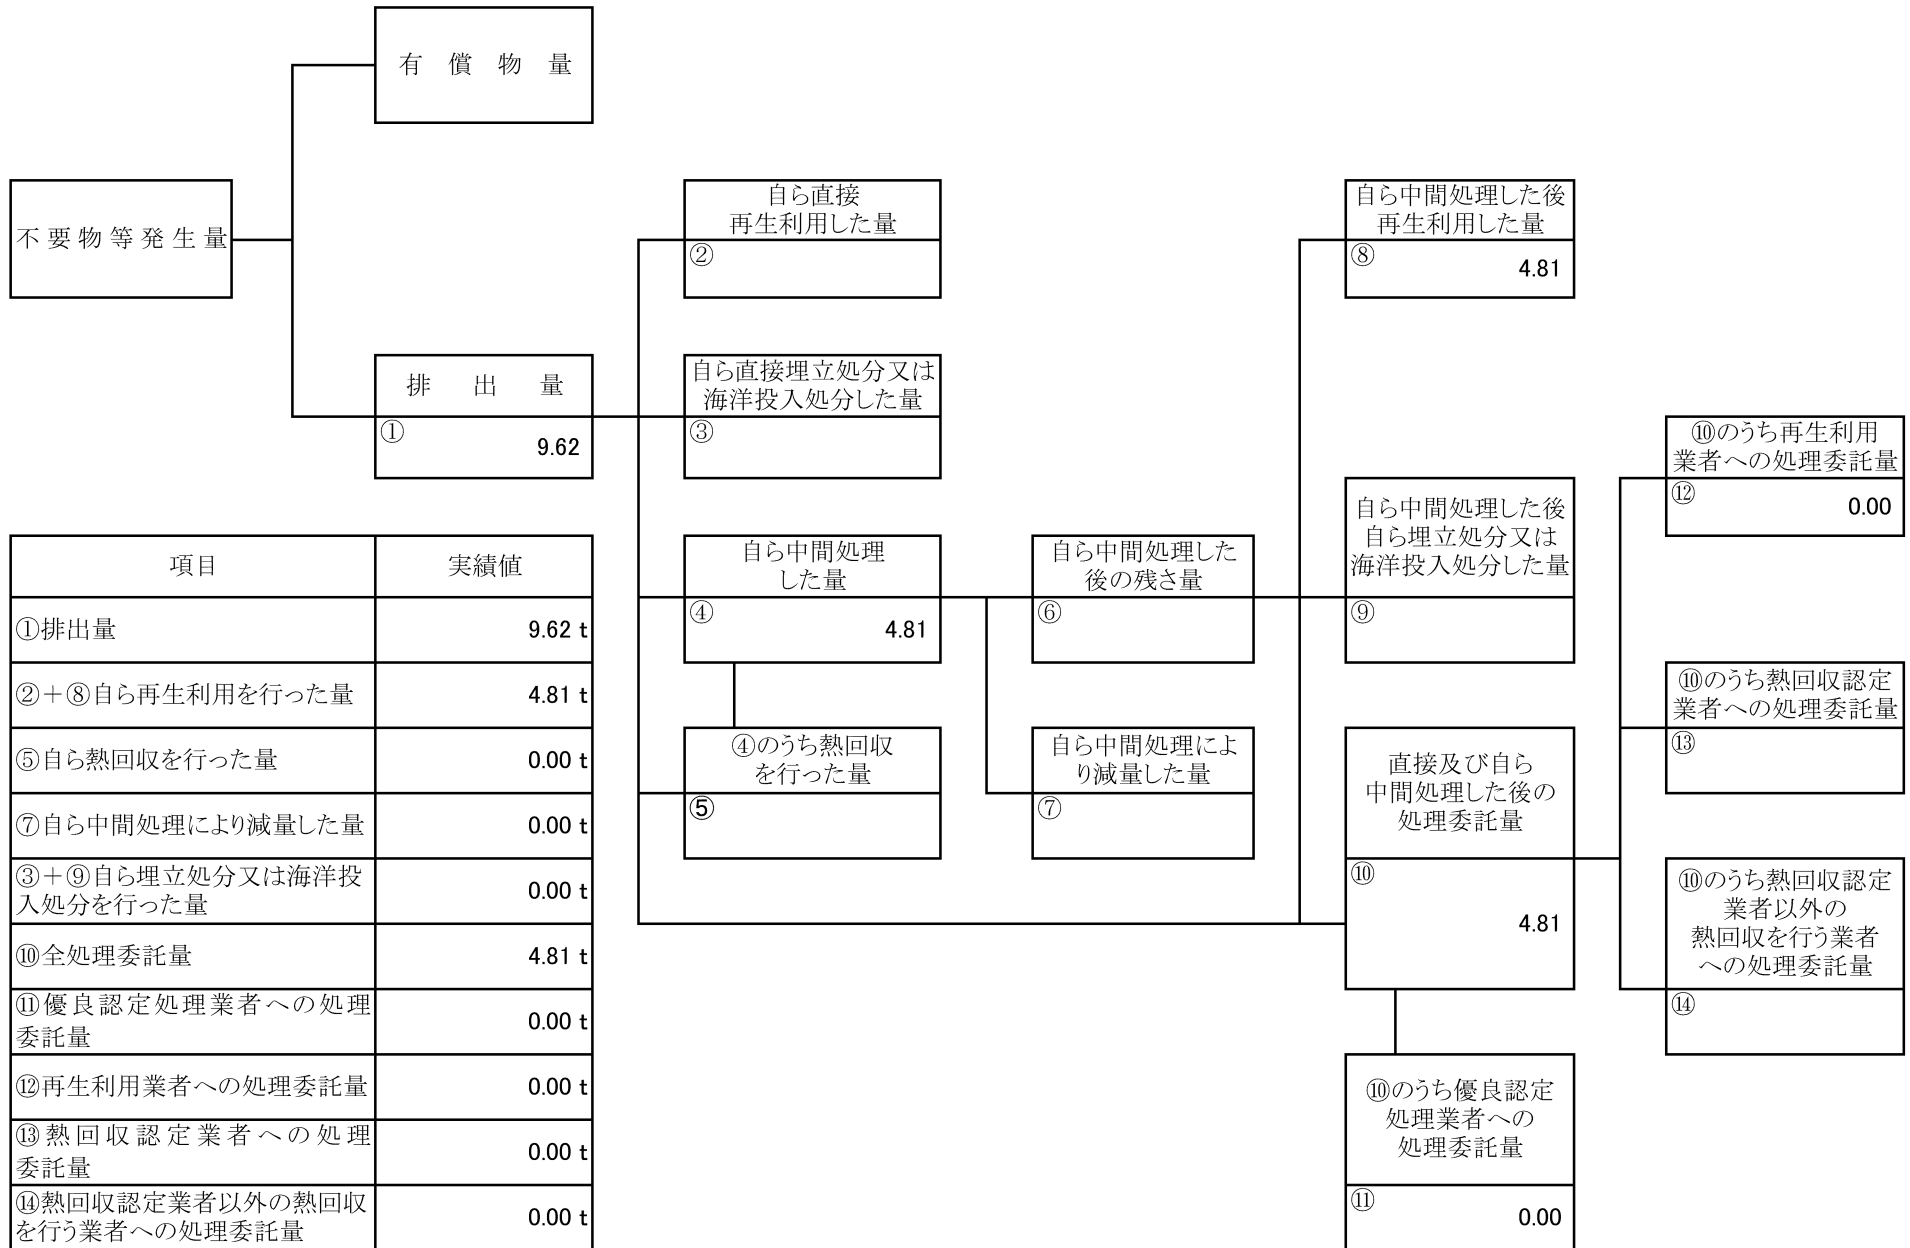 有償物量
不要物等発生量
自ら直接
再生利用した量
②
自ら中間処理した後
再生利用した量
⑧
4.81
排出量
①
9.62
自ら直接埋立処分又は
海洋投入処分した量
③
⑩のうち再生利用
業者への処理委託量
⑫
0.00
自ら中間処理
した量
④
4.81
自ら中間処理した
後の残さ量
⑥
自ら中間処理した後
自ら埋立処分又は
海洋投入処分した量
⑨
⑩のうち熱回収認定
業者への処理委託量
⑬
④のうち熱回収
を行った量
⑤
自ら中間処理によ
り減量した量
⑦
直接及び自ら
中間処理した後の
処理委託量
⑩
4.81
⑩のうち熱回収認定
業者以外の
熱回収を行う業者
への処理委託量
⑭
⑩のうち優良認定
処理業者への
処理委託量
⑪
0.00
項目 実績値
①排出量 9.62 t
②＋⑧自ら再生利用を行った量 4.81 t
⑤自ら熱回収を行った量 0.00 t
⑦自ら中間処理により減量した量 0.00 t
③＋⑨自ら埋立処分又は海洋投
入処分を行った量 0.00 t
⑩全処理委託量 4.81 t
⑪優良認定処理業者への処理
委託量 0.00 t
⑫再生利用業者への処理委託量 0.00 t
⑬熱回収認定業者への処理
委託量 0.00 t
⑭熱回収認定業者以外の熱回収
を行う業者への処理委託量 0.00 t